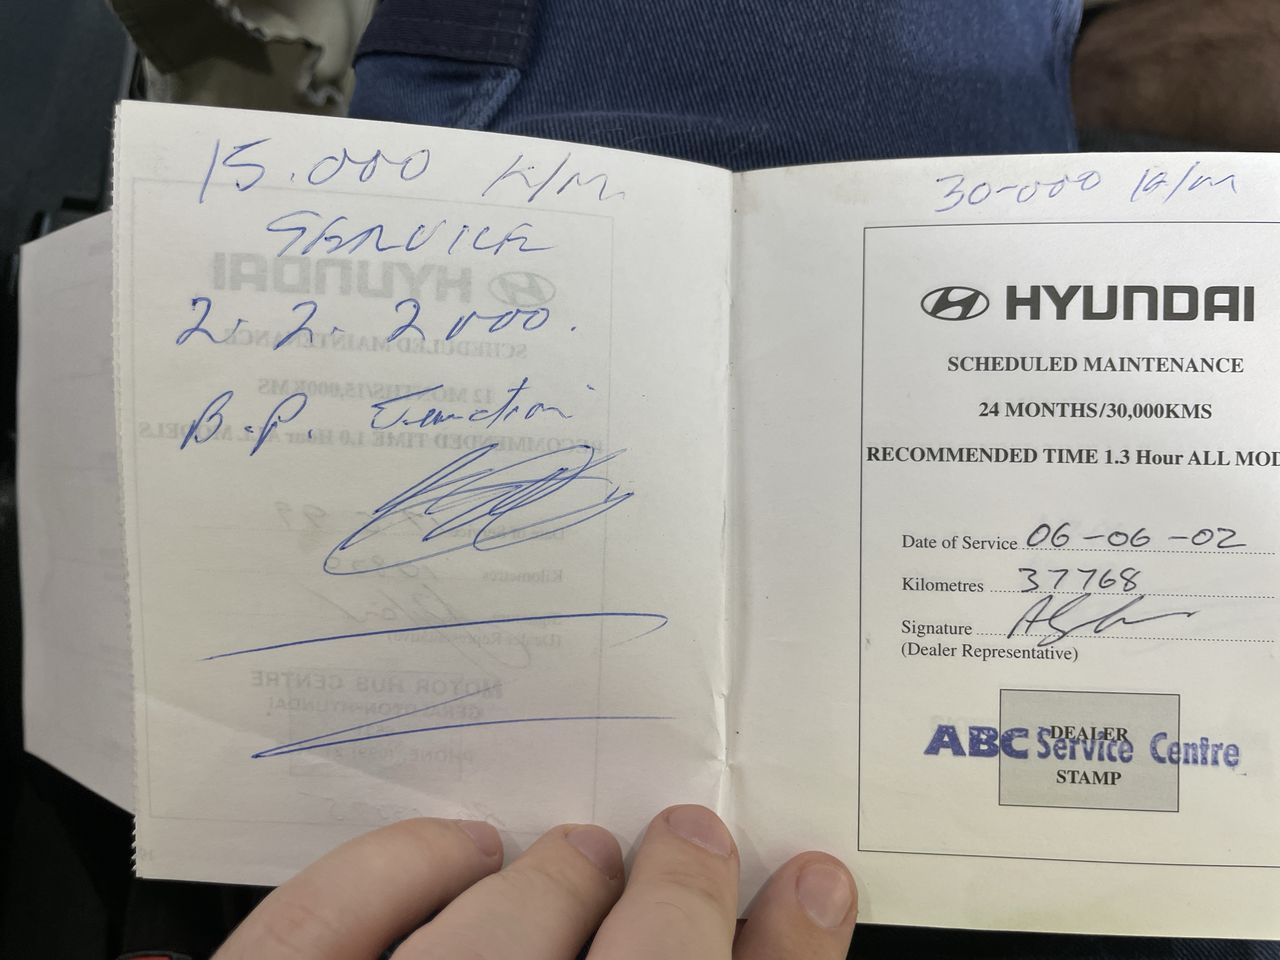 15.000 K/m
SERVICE
2. 2. 2000.
B.P. Junction
30-000 K/m
HYUNDAI
SCHEDULED MAINTENANCE
24 MONTHS/30,000KMS
RECOMMENDED TIME 1.3 Hour ALL MOD
Date of Service 06-06-02
Kilometres 37768
Signature
(Dealer Representative)
DEALER
ABC Service Centre
STAMP